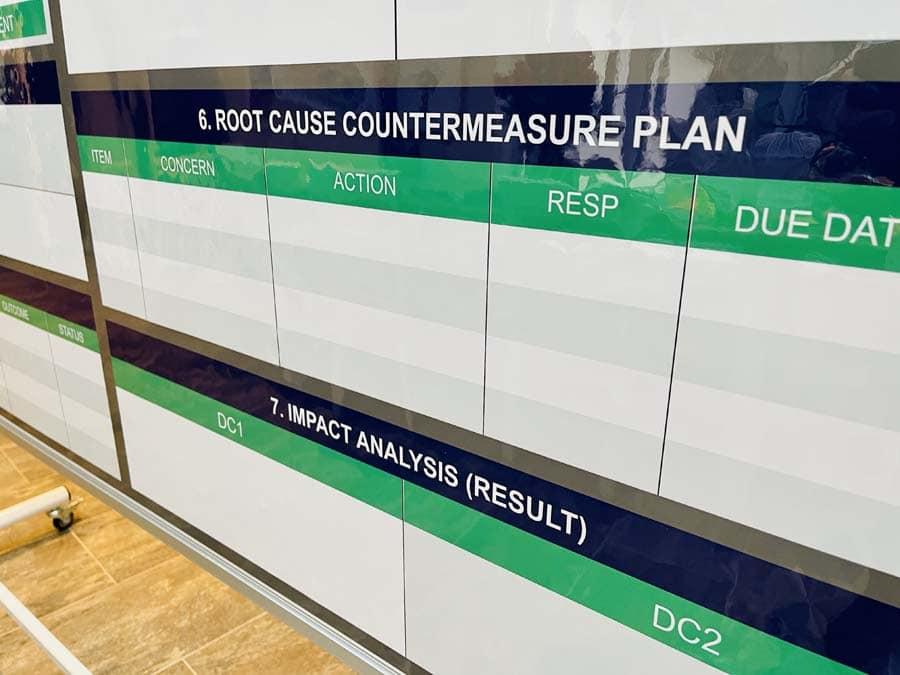 6. ROOT CAUSE COUNTERMEASURE PLAN
ITEM CONCERN ACTION RESP DUE DAT
OUTCOME STATUS
7. IMPACT ANALYSIS (RESULT)
DC1 DC2